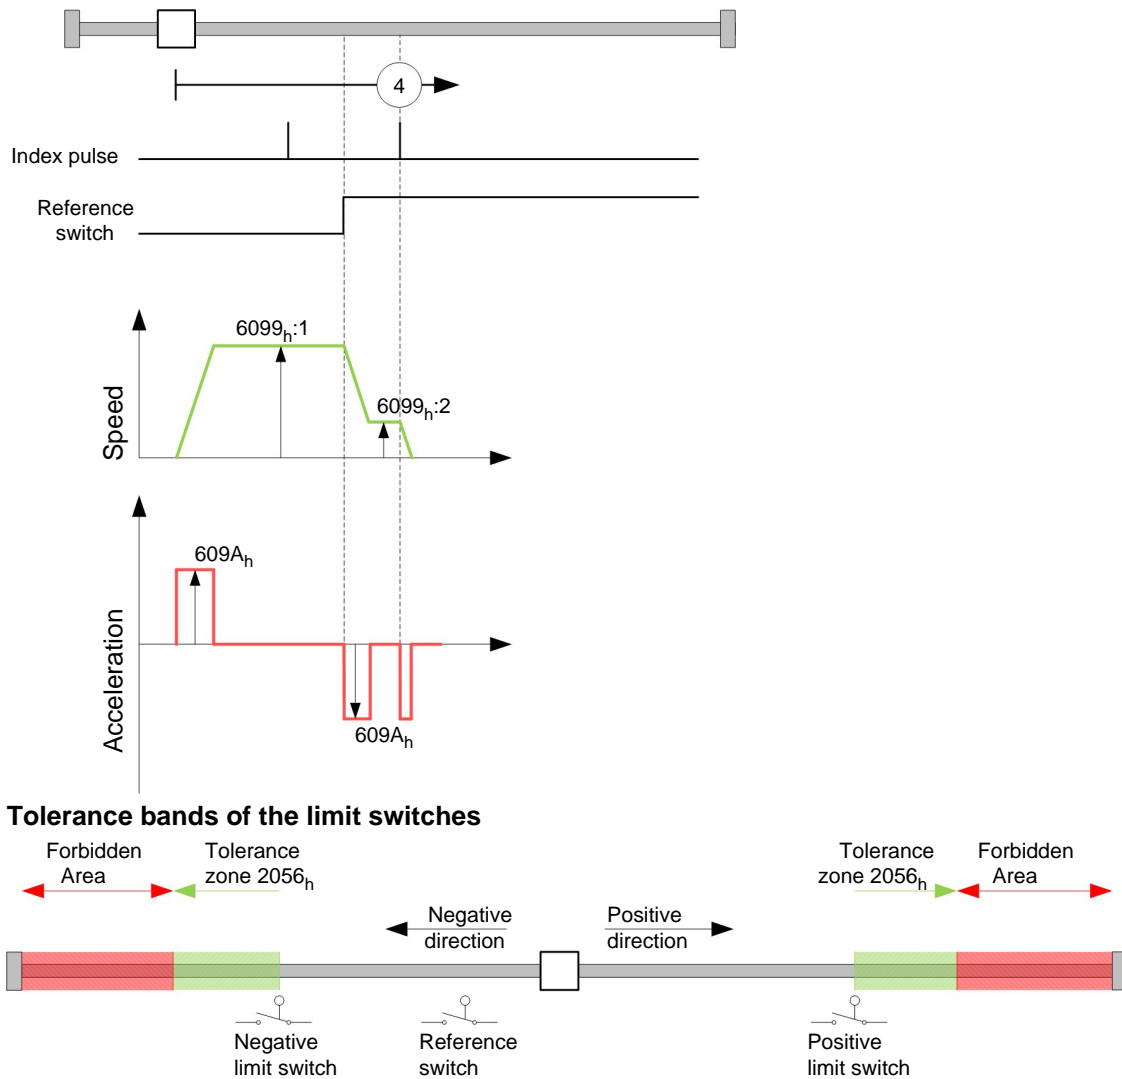 4
Index pulse
Reference
switch
6099h:1
6099h:2
Speed
609Ah
609Ah
Acceleration
Tolerance bands of the limit switches
Forbidden
Area
Tolerance
zone 2056h
Tolerance
zone 2056h
Forbidden
Area
Negative
direction
Positive
direction
Negative
limit switch
Reference
switch
Positive
limit switch